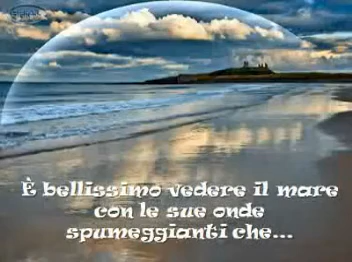 È bellissimo vedere il mare
con le sue onde
spumeggianti che...